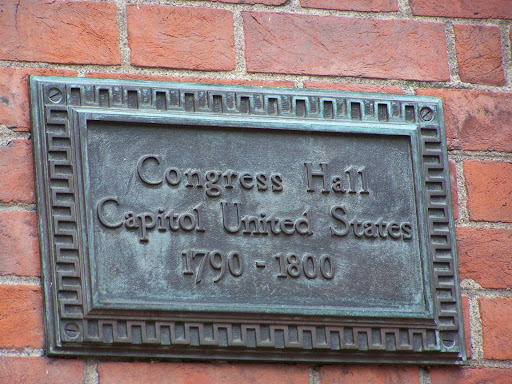 Congress Hall
Capitol United States
1790 - 1800